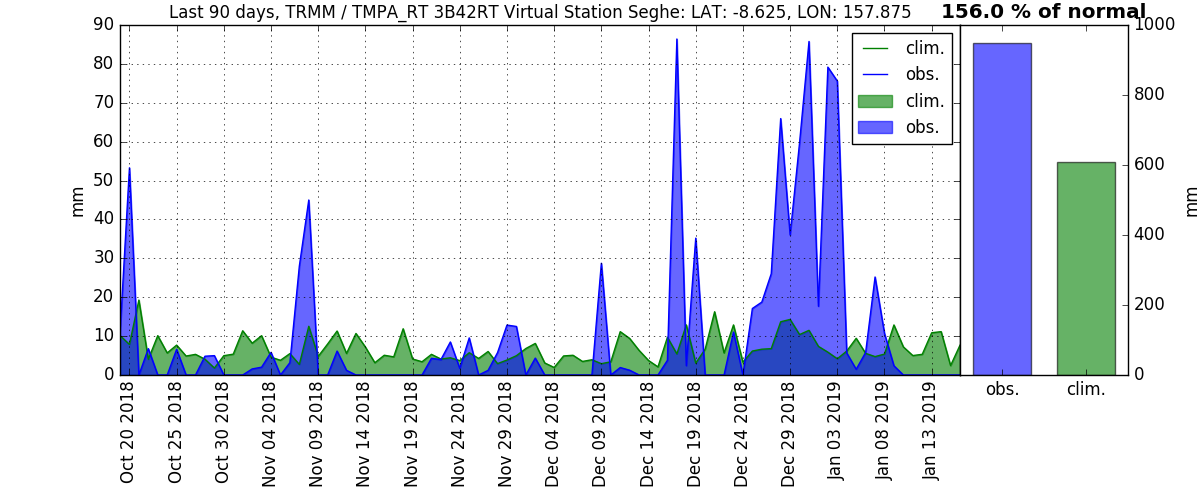 Last 90 days, TRMM / TMPA_RT 3B42RT Virtual Station Seghe: LAT: -8.625, LON: 157.875
156.0 % of normal
90
80
70
60
50
40
30
20
10
0
mm
clim.
obs.
clim.
obs.
Oct 20 2018
Oct 25 2018
Oct 30 2018
Nov 04 2018
Nov 09 2018
Nov 14 2018
Nov 19 2018
Nov 24 2018
Nov 29 2018
Dec 04 2018
Dec 09 2018
Dec 14 2018
Dec 19 2018
Dec 24 2018
Dec 29 2018
Jan 03 2019
Jan 08 2019
Jan 13 2019
1000
800
600
400
200
0
mm
obs.
clim.